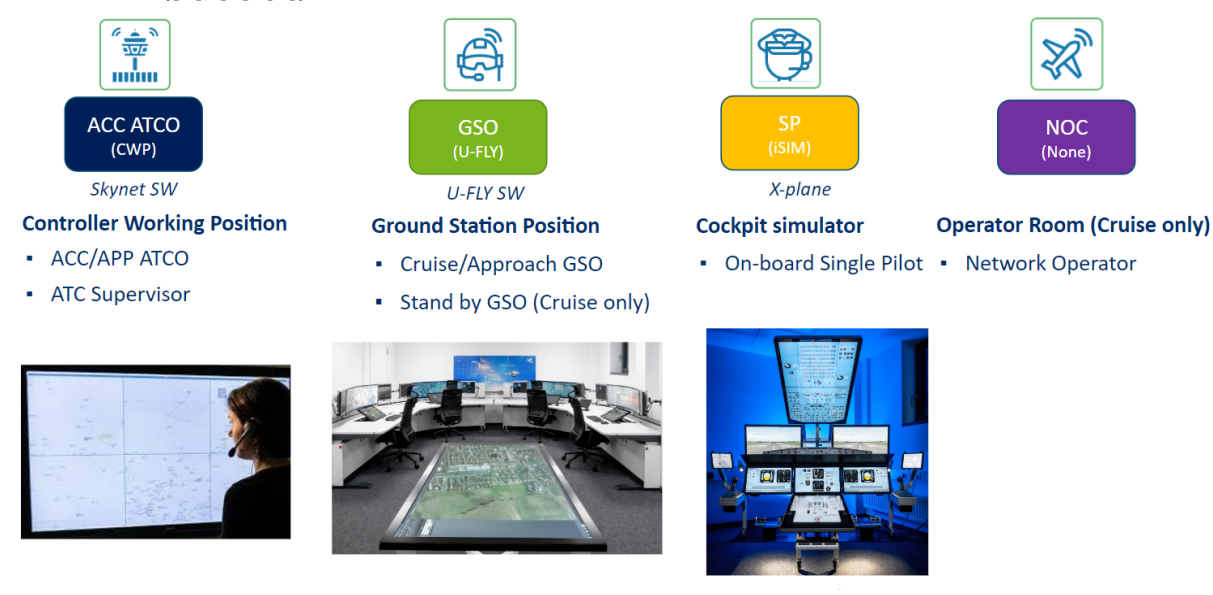 ACC ATCO
(CWP)
Skynet SW
Controller Working Position
▪ ACC/APP ATCO
▪ ATC Supervisor
GSO
(U-FLY)
U-FLY SW
Ground Station Position
▪ Cruise/Approach GSO
▪ Stand by GSO (Cruise only)
SP
(iSIM)
X-plane
Cockpit simulator
▪ On-board Single Pilot
NOC
(None)
Operator Room (Cruise only)
▪ Network Operator